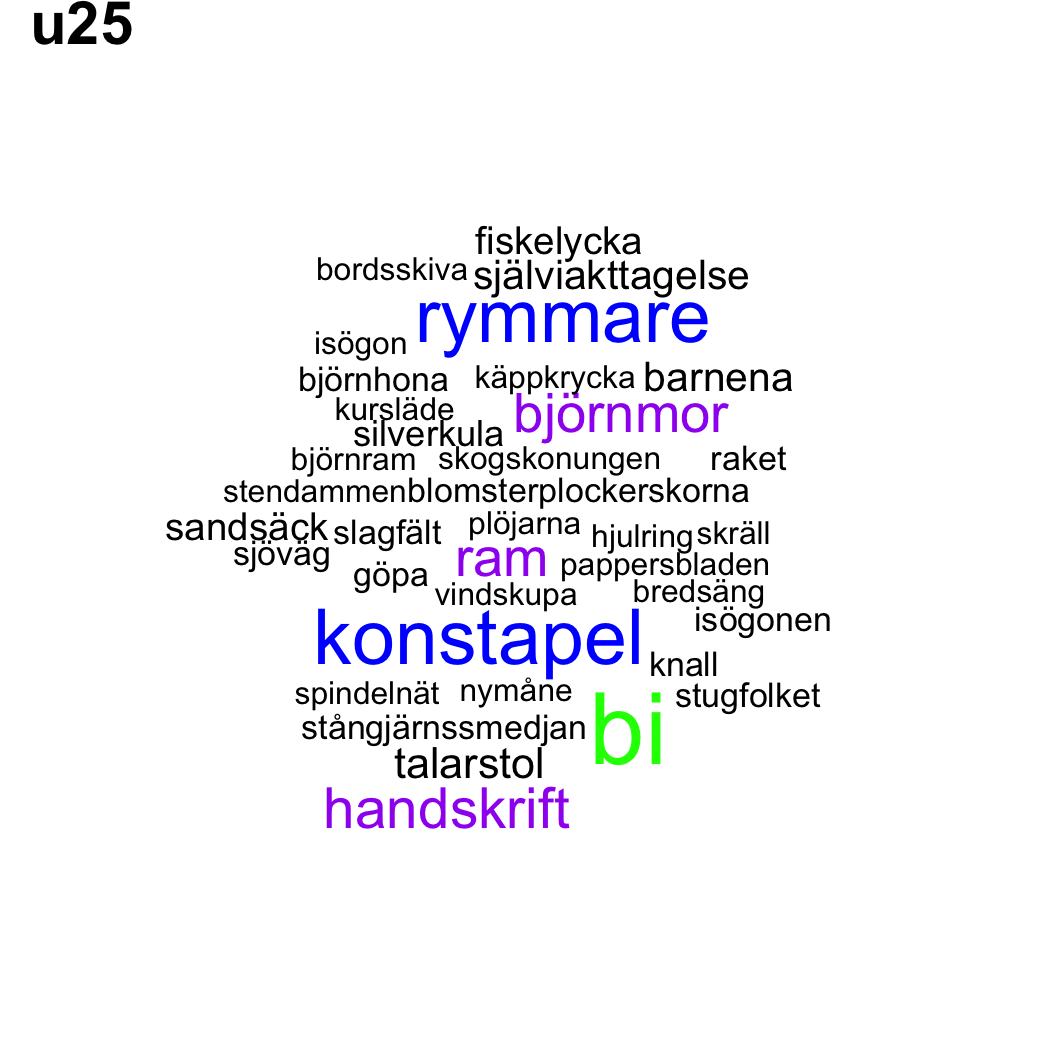 u25
fiskelycka
bordsskiva självviakttagelse
rymmare
isögon
björnhona käppkrycka barnena
kursläde björnmor
silverkula
björnram skogskonungen raket
stendammen blomsterplockerskorna
sandsäck slagfält plöjarna hjulring skräll
sjöväg ram pappersbladen
göpa vindskupa bredsäng
isögonen
konstapel knall
spindelnät nymåne bi stugfolket
stångjärnssmedjan
talarstol
handskrift